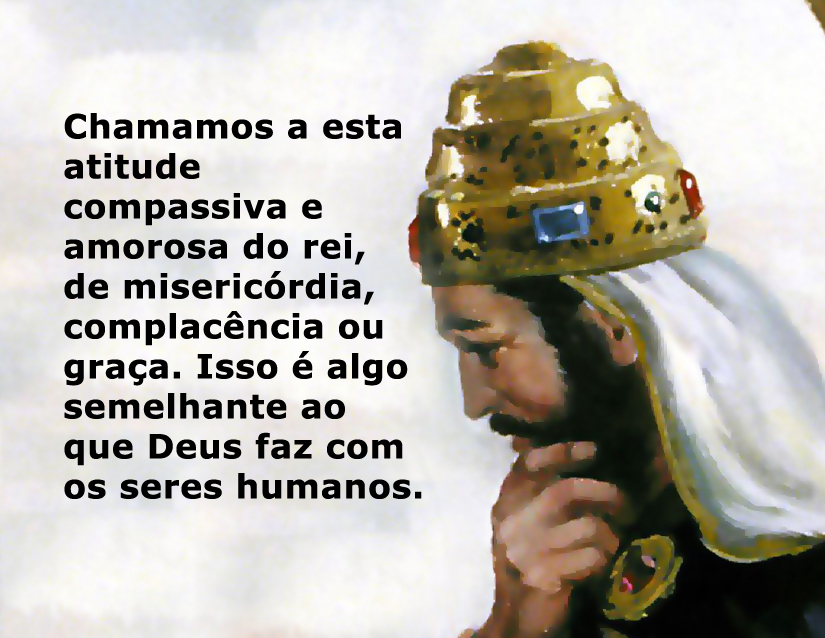 Chamamos a esta
atitude
compassiva e
amorosa do rei,
de misericórdia,
complacência ou
graça. Isso é algo
semelhante ao
que Deus faz com
os seres humanos.